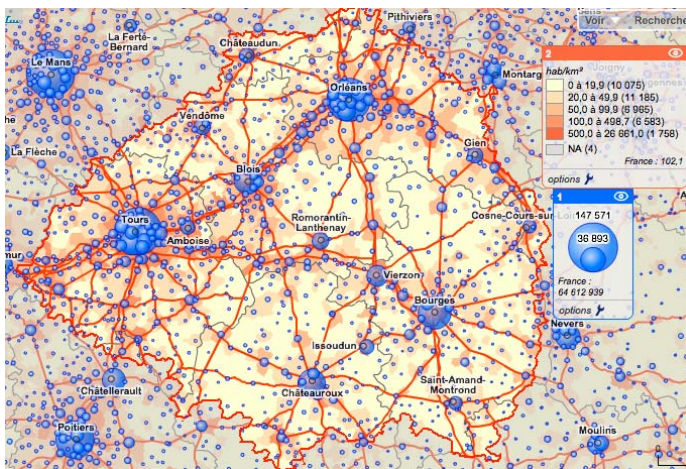 Pithiviers
Sens
Voir
Recherche
La Ferté-
Bernard
Châteaudun
Le Mans
Orléans
Montarg
Vendôme
La Flèche
Gien
Blois
Tours
Amboise
Romorantin-
Lanthenay
Cosne-Cours-sur
mur
Vierzon
Bourges
Issoudun
Nevers
Châtellerault
Châteauroux
Saint-Amand-
Montrond
Poitiers
Moulins
2
Joigny
hab/km²
0 à 19,9 (10 075)
20,0 à 49,9 (11 185)
50,0 à 99,9 (6 965)
100,0 à 498,7 (6 583)
500,0 à 26 661,0 (1 758)
NA (4)
France : 102,1
options
1
147 571
36 893
France :
64 612 939
options